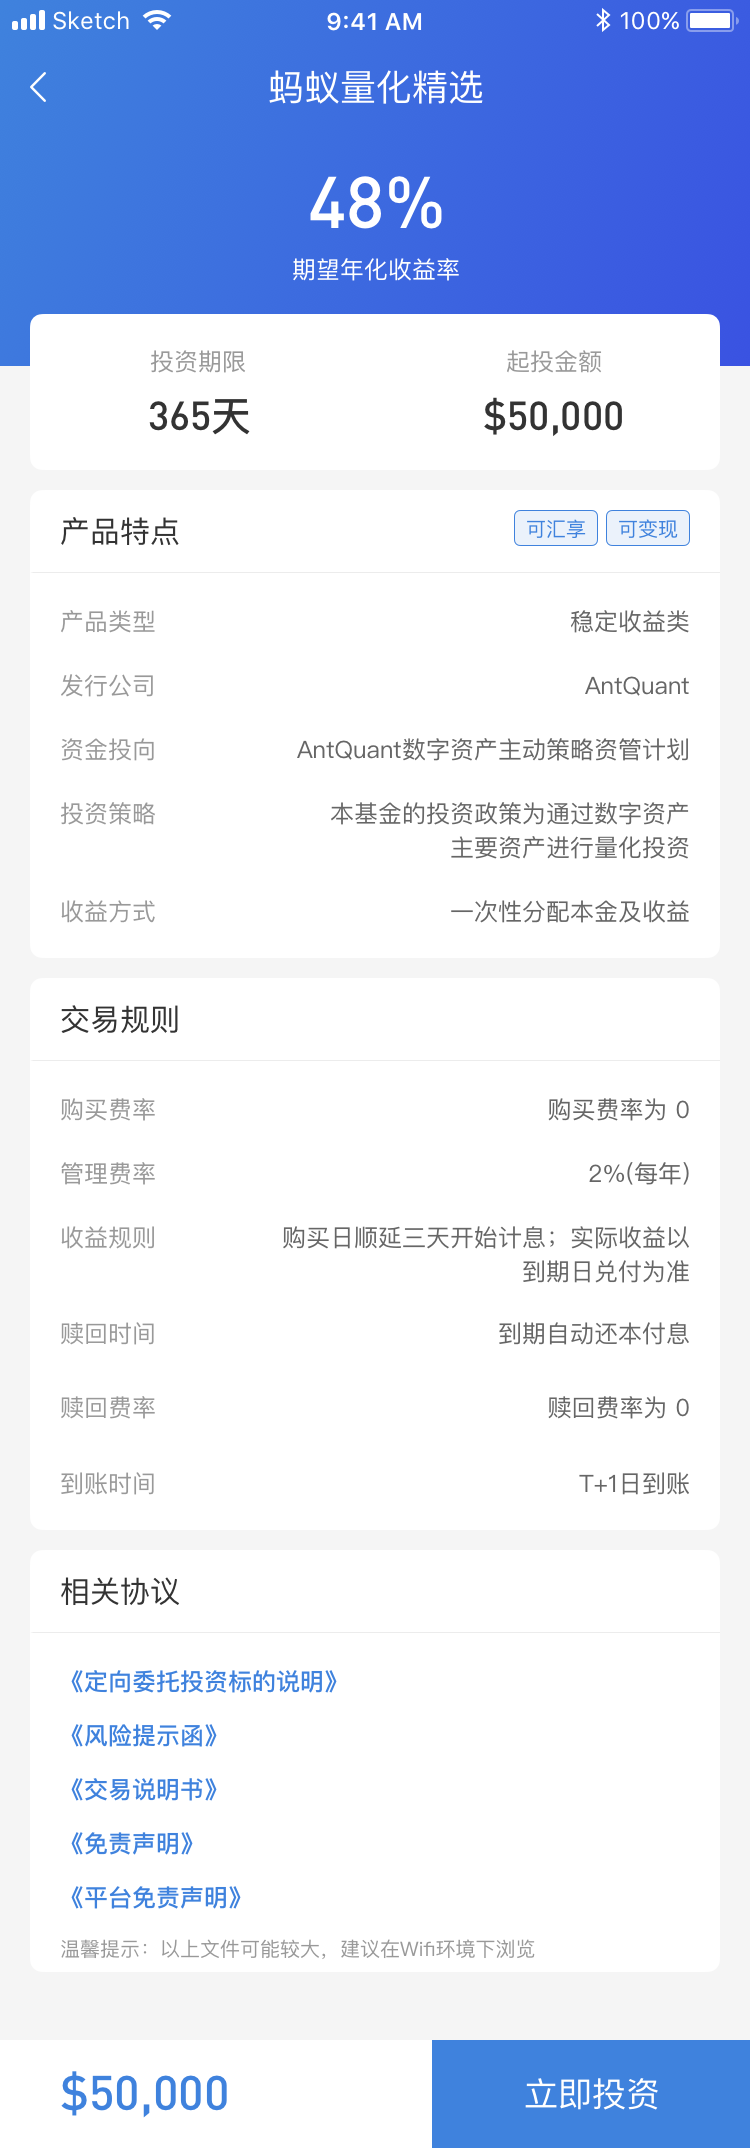 Sketch 9:41 AM 100%
蚂蚁量化精选
48%
期望年化收益率
投资期限 起投金额
365天 $50,000
产品特点 可汇享 可变现
产品类型 稳定收益类
发行公司 AntQuant
资金投向 AntQuant数字资产主动策略资管计划
投资策略 本基金的投资政策为通过数字资产
主要资产进行量化投资
收益方式 一次性分配本金及收益
交易规则
购买费率 购买费率为 0
管理费率 2%(每年)
收益规则 购买日顺延三天开始计息；实际收益以
到期日兑付为准
赎回时间 到期自动还本付息
赎回费率 赎回费率为 0
到账时间 T+1日到账
相关协议
《定向委托投资标的说明》
《风险提示函》
《交易说明书》
《免责声明》
《平台免责声明》
温馨提示：以上文件可能较大，建议在Wifi环境下浏览
$50,000 立即投资